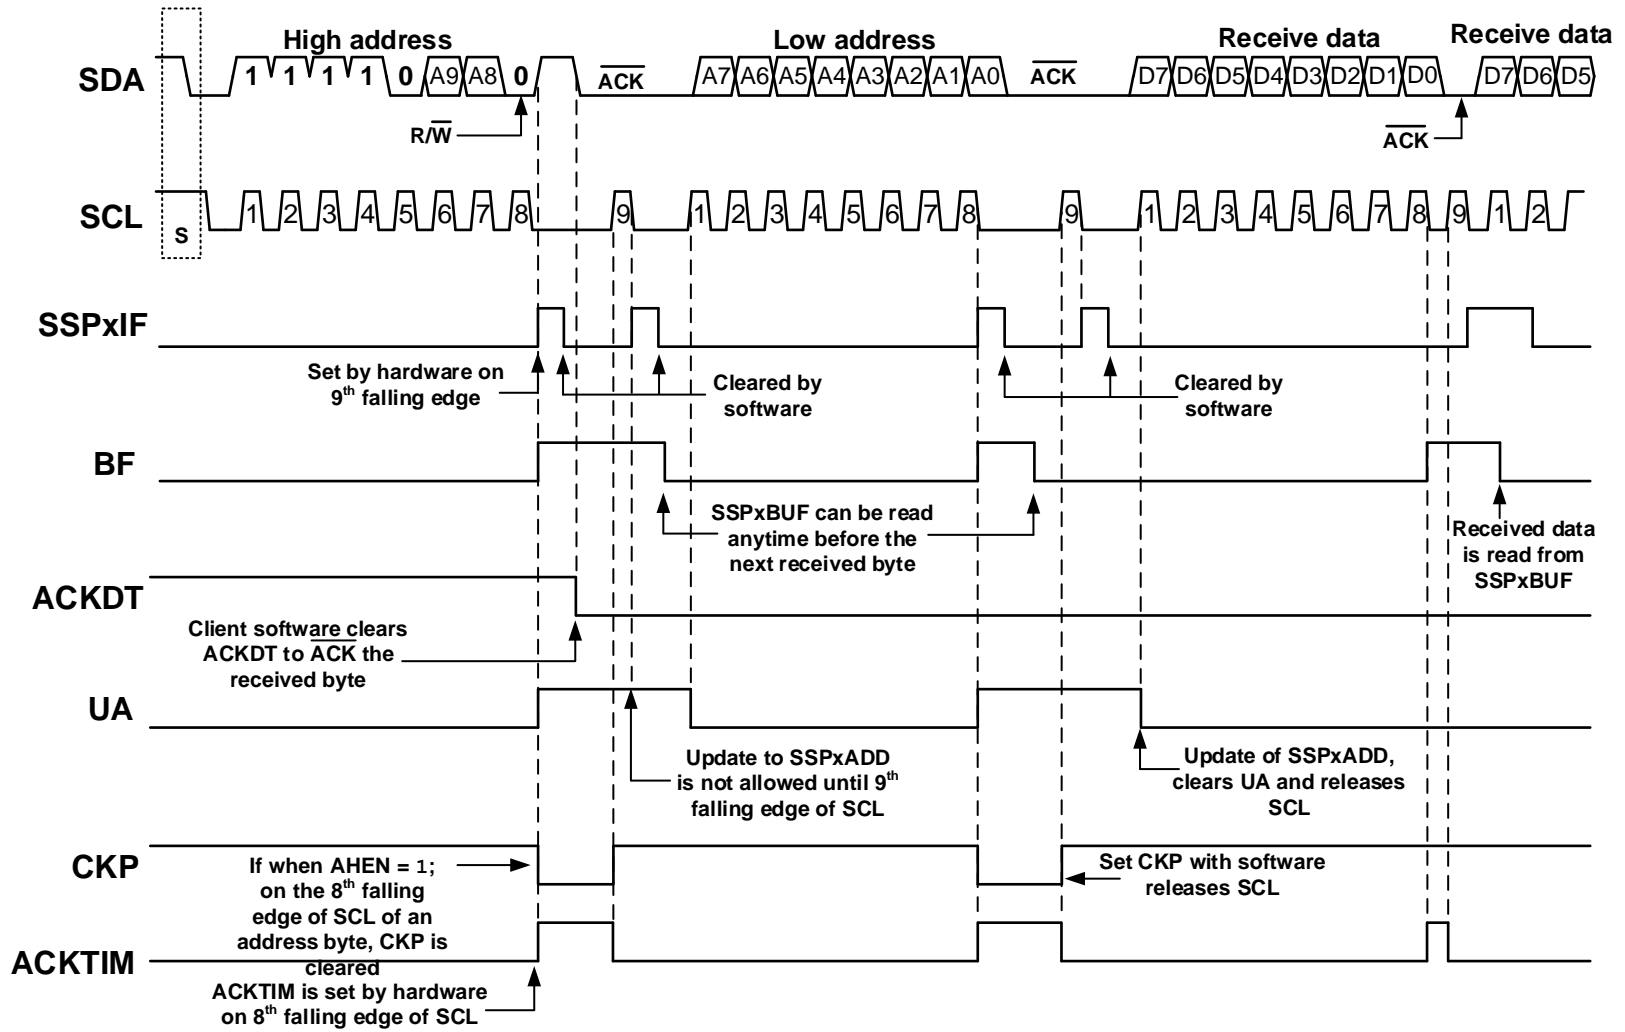 High address
Low address
Receive data
Receive data
SDA
1 1 1 1 0 A9 A8 0
ACK
A7 A6 A5 A4 A3 A2 A1 A0
ACK
D7 D6 D5 D4 D3 D2 D1 D0
D7 D6 D5
R/W
ACK
SCL
S
1 2 3 4 5 6 7 8 9 1 2 3 4 5 6 7 8 9 1 2 3 4 5 6 7 8 9 1 2
SSPxIF
Set by hardware on
9th falling edge
Cleared by
software
Cleared by
software
BF
SSPxBUF can be read
anytime before the
next received byte
Received data
is read from
SSPxBUF
ACKDT
Client software clears
ACKDT to ACK the
received byte
UA
Update to SSPxADD
is not allowed until 9th
falling edge of SCL
Update of SSPxADD,
clears UA and releases
SCL
CKP
If when AHEN = 1;
on the 8th falling
edge of SCL of an
address byte, CKP is
cleared
Set CKP with software
releases SCL
ACKTIM
ACKTIM is set by hardware
on 8th falling edge of SCL